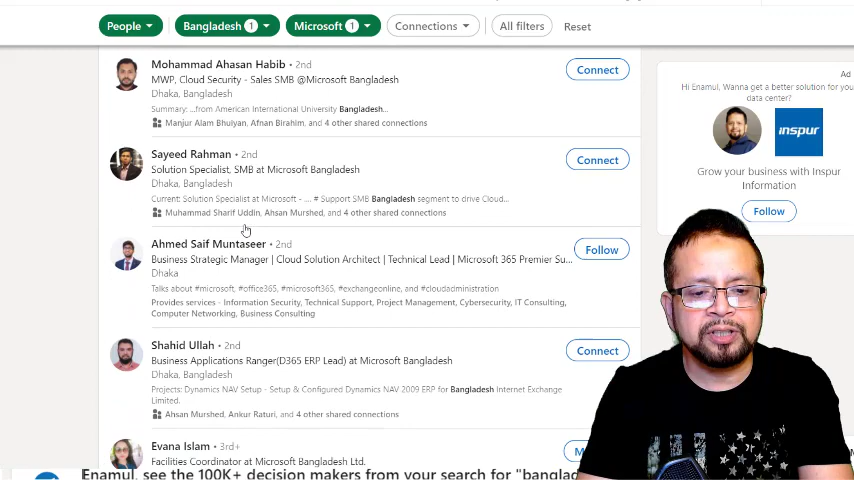 People Bangladesh 1 Microsoft 1 Connections All filters Reset
Mohammad Ahasan Habib • 2nd
MWP, Cloud Security - Sales SMB @Microsoft Bangladesh
Dhaka, Bangladesh
Summary: ...from American International University Bangladesh...
Manjur Alam Bhuiyan, Afnan Birahim, and 4 other shared connections
Connect
Sayeed Rahman • 2nd
Solution Specialist, SMB at Microsoft Bangladesh
Dhaka, Bangladesh
Current: Solution Specialist at Microsoft - ... # Support SMB Bangladesh segment to drive Cloud...
Muhammad Sharif Uddin, Ahsan Murshed, and 4 other shared connections
Connect
Ahmed Saif Muntaseer • 2nd
Business Strategic Manager | Cloud Solution Architect | Technical Lead | Microsoft 365 Premier Su...
Dhaka
Talks about #microsoft, #office365, #microsoft365, #exchangeonline, and #cloudadministration
Provides services - Information Security, Technical Support, Project Management, Cybersecurity, IT Consulting,
Computer Networking, Business Consulting
Follow
Shahid Ullah • 2nd
Business Applications Ranger(D365 ERP Lead) at Microsoft Bangladesh
Dhaka, Bangladesh
Projects: Dynamics NAV Setup - Setup & Configured Dynamics NAV 2009 ERP for Bangladesh Internet Exchange
Limited.
Ahsan Murshed, Ankur Raturi, and 4 other shared connections
Connect
Evana Islam • 3rd+
Facilities Coordinator at Microsoft Bangladesh Ltd.
Enamul, see the 100K+ decision makers from your search for "banglad
Ad
Hi Enamul, Wanna get a better solution for you
data center?
inspur
Grow your business with Inspur
Information
Follow